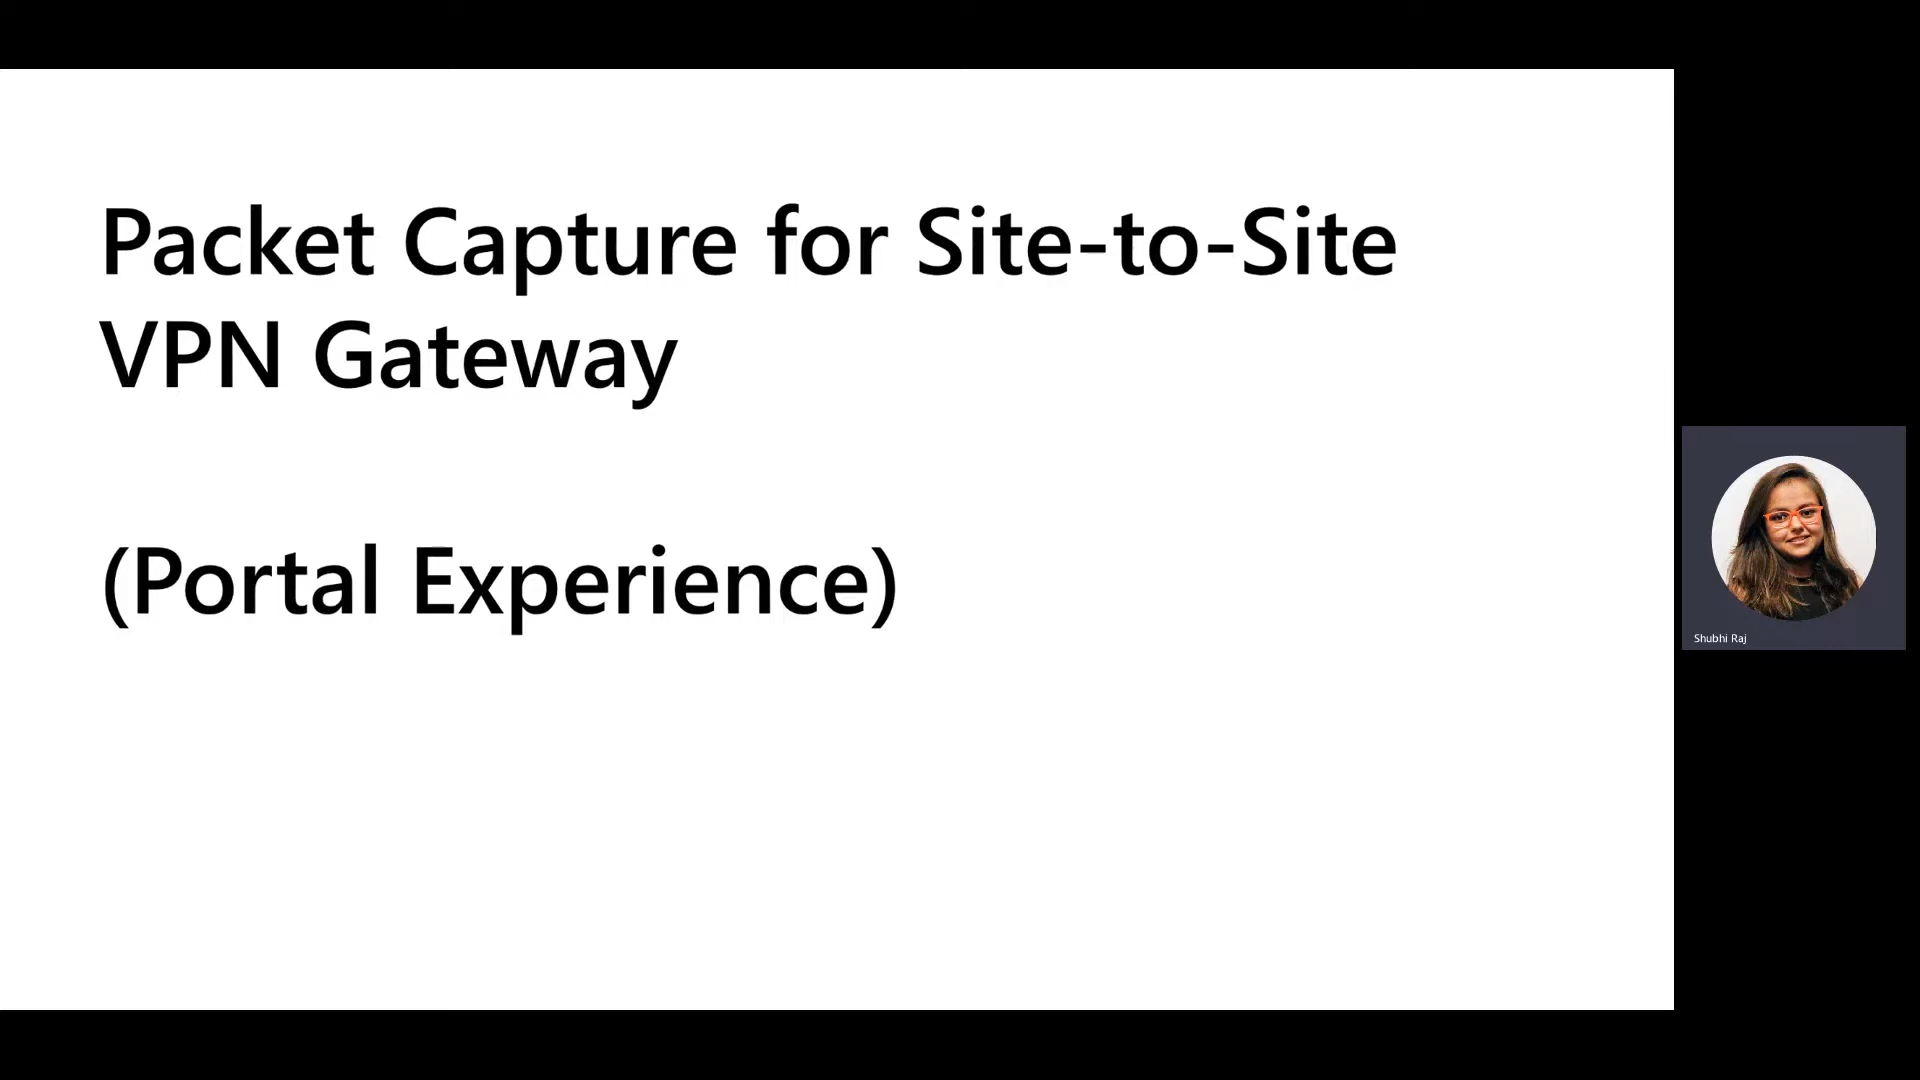 Packet Capture for Site-to-Site
VPN Gateway
(Portal Experience)
Shubhi Raj